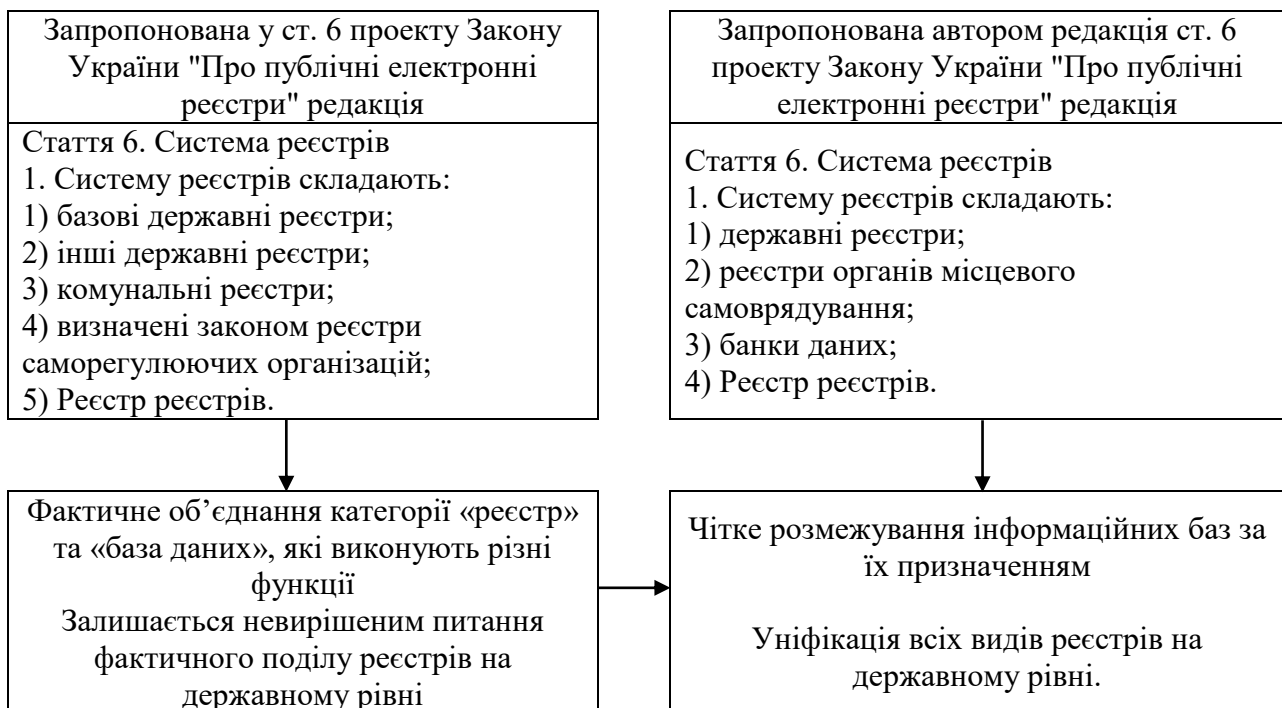 Запропонована у ст. 6 проекту Закону
України "Про публічні електронні
реєстри" редакція
Стаття 6. Система реєстрів
1. Систему реєстрів складають:
1) базові державні реєстри;
2) інші державні реєстри;
3) комунальні реєстри;
4) визначені законом реєстри
саморегулюючих організацій;
5) Реєстр реєстрів.
Запропонована автором редакція ст. 6
проекту Закону України "Про публічні
електронні реєстри" редакція
Стаття 6. Система реєстрів
1. Систему реєстрів складають:
1) державні реєстри;
2) реєстри органів місцевого
самоврядування;
3) банки даних;
4) Реєстр реєстрів.
Фактичне об’єднання категорії «реєстр»
та «база даних», які виконують різні
функції
Залишається невирішеним питання
фактичного поділу реєстрів на
державному рівні
Чітке розмежування інформаційних баз за
їх призначенням
Уніфікація всіх видів реєстрів на
державному рівні.